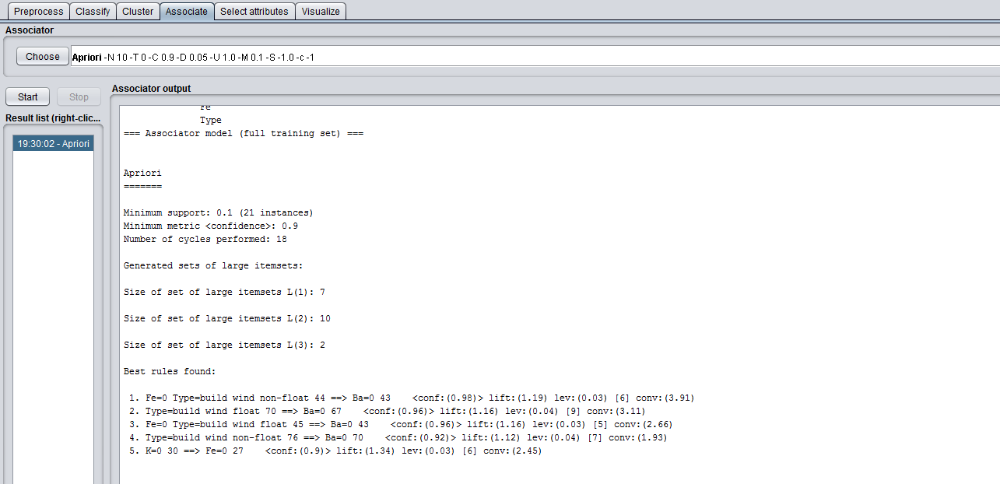 Preprocess Classify Cluster Associate Select attributes Visualize
Associator
Choose Apriori -N 10 -T 0 -C 0.9 -D 0.05 -U 1.0 -M 0.1 -S -1.0 -c -1
Start Stop
Associator output
Result list (right-clic...
19:30:02 - Apriori
Fe
Type
=== Associator model (full training set) ===
Apriori
=======
Minimum support: 0.1 (21 instances)
Minimum metric <confidence>: 0.9
Number of cycles performed: 18
Generated sets of large itemsets:
Size of set of large itemsets L(1): 7
Size of set of large itemsets L(2): 10
Size of set of large itemsets L(3): 2
Best rules found:
1. Fe=0 Type=build wind non-float 44 ==> Ba=0 43    <conf:(0.98)> lift:(1.19) lev:(0.03) [6] conv:(3.91)
2. Type=build wind float 70 ==> Ba=0 67    <conf:(0.96)> lift:(1.16) lev:(0.04) [9] conv:(3.11)
3. Fe=0 Type=build wind float 45 ==> Ba=0 43    <conf:(0.96)> lift:(1.16) lev:(0.03) [5] conv:(2.66)
4. Type=build wind non-float 76 ==> Ba=0 70    <conf:(0.92)> lift:(1.12) lev:(0.04) [7] conv:(1.93)
5. K=0 30 ==> Fe=0 27    <conf:(0.9)> lift:(1.34) lev:(0.03) [6] conv:(2.45)